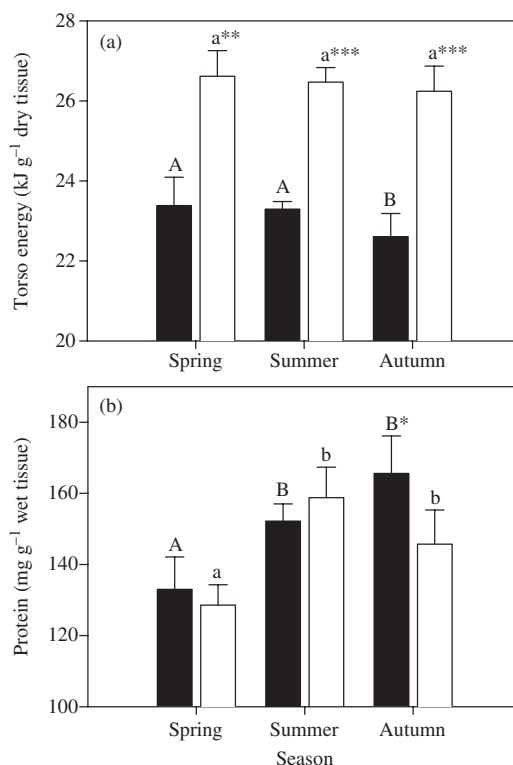 (a)
Torso energy (kJ g⁻¹ dry tissue)
28
26
24
22
20
a**
a***
a***
A
A
B
Spring
Summer
Autumn
(b)
Protein (mg g⁻¹ wet tissue)
180
160
140
120
100
A
a
B
b
B*
b
Spring
Summer
Autumn
Season